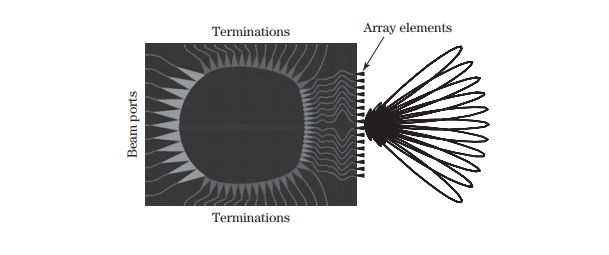 Terminations
Array elements
Beam ports
Terminations